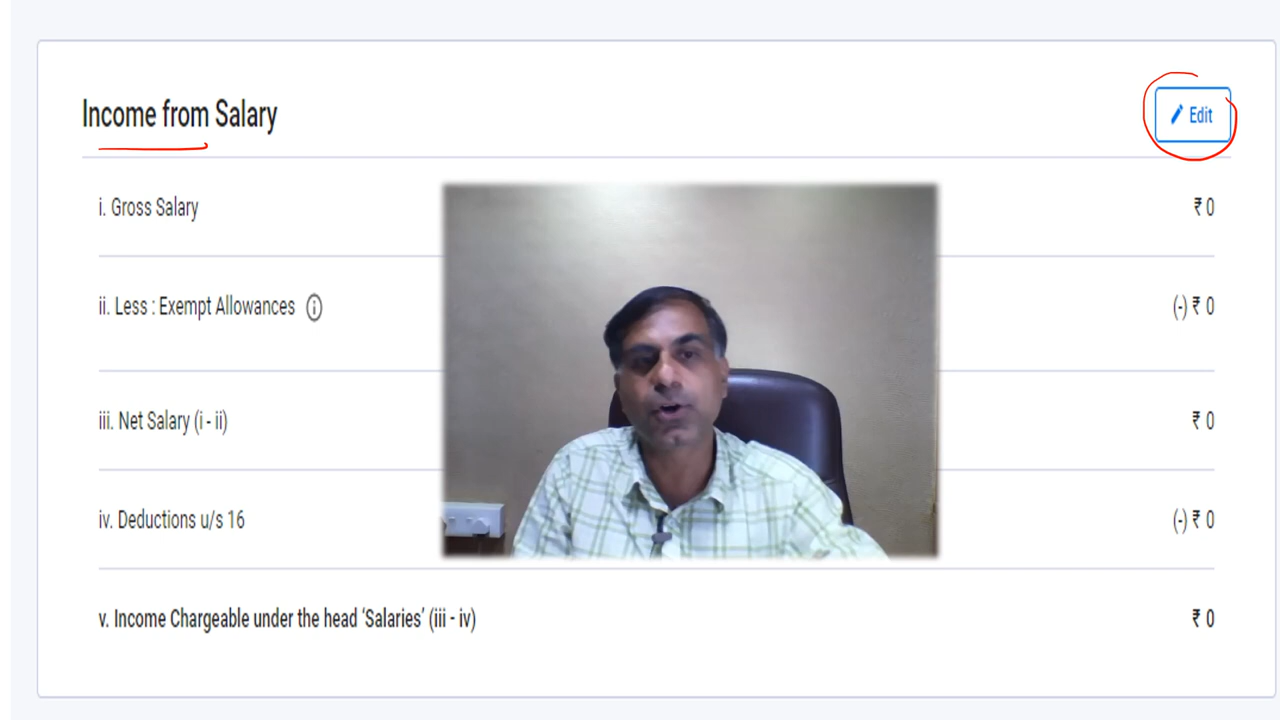 Income from Salary
Edit
i. Gross Salary ₹ 0
ii. Less : Exempt Allowances (-) ₹ 0
iii. Net Salary (i - ii) ₹ 0
iv. Deductions u/s 16 (-) ₹ 0
v. Income Chargeable under the head ‘Salaries’ (iii - iv) ₹ 0